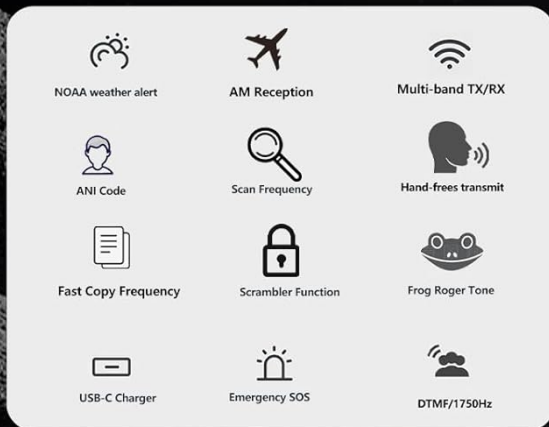 NOAA weather alert
AM Reception
Multi-band TX/RX
ANI Code
Scan Frequency
Hand-frees transmit
Fast Copy Frequency
Scrambler Function
Frog Roger Tone
USB-C Charger
Emergency SOS
DTMF/1750Hz